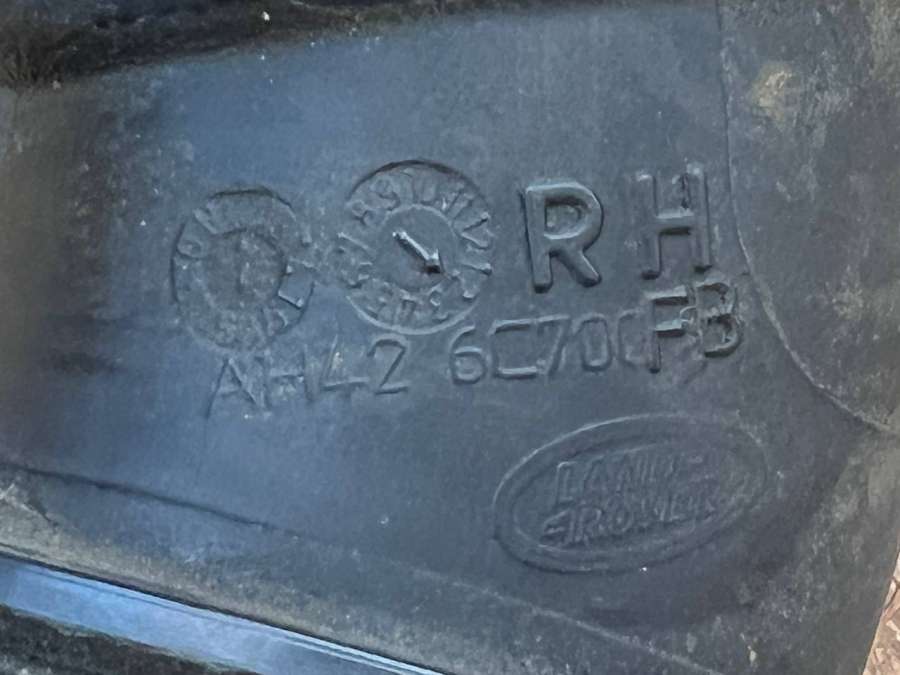 RH
AH42 6C700FB
LAND-
ROVER